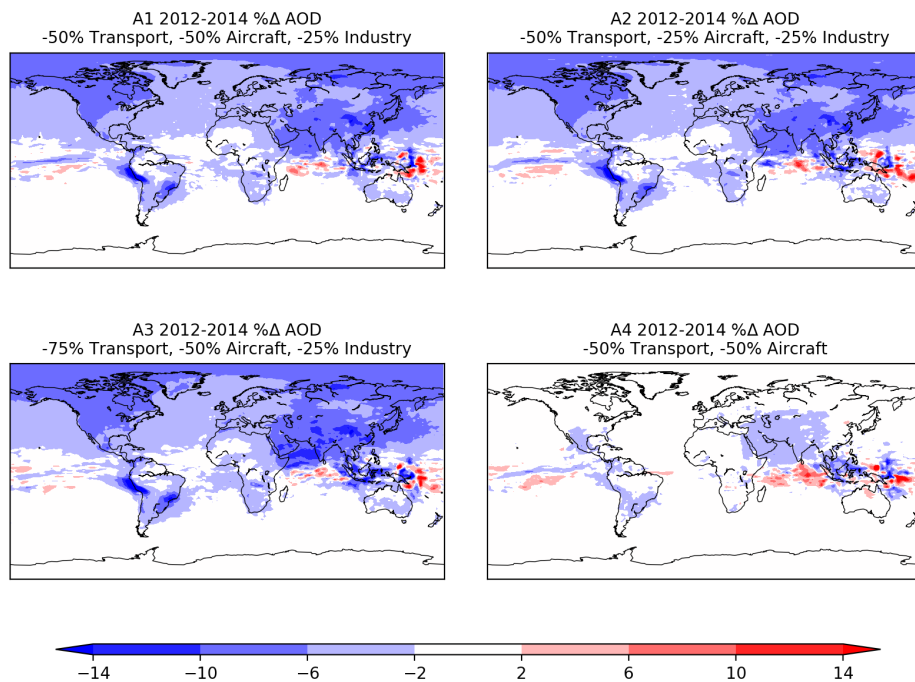 A1 2012-2014 %Δ AOD
-50% Transport, -50% Aircraft, -25% Industry
A2 2012-2014 %Δ AOD
-50% Transport, -25% Aircraft, -25% Industry
A3 2012-2014 %Δ AOD
-75% Transport, -50% Aircraft, -25% Industry
A4 2012-2014 %Δ AOD
-50% Transport, -50% Aircraft
−14 −10 −6 −2 2 6 10 14